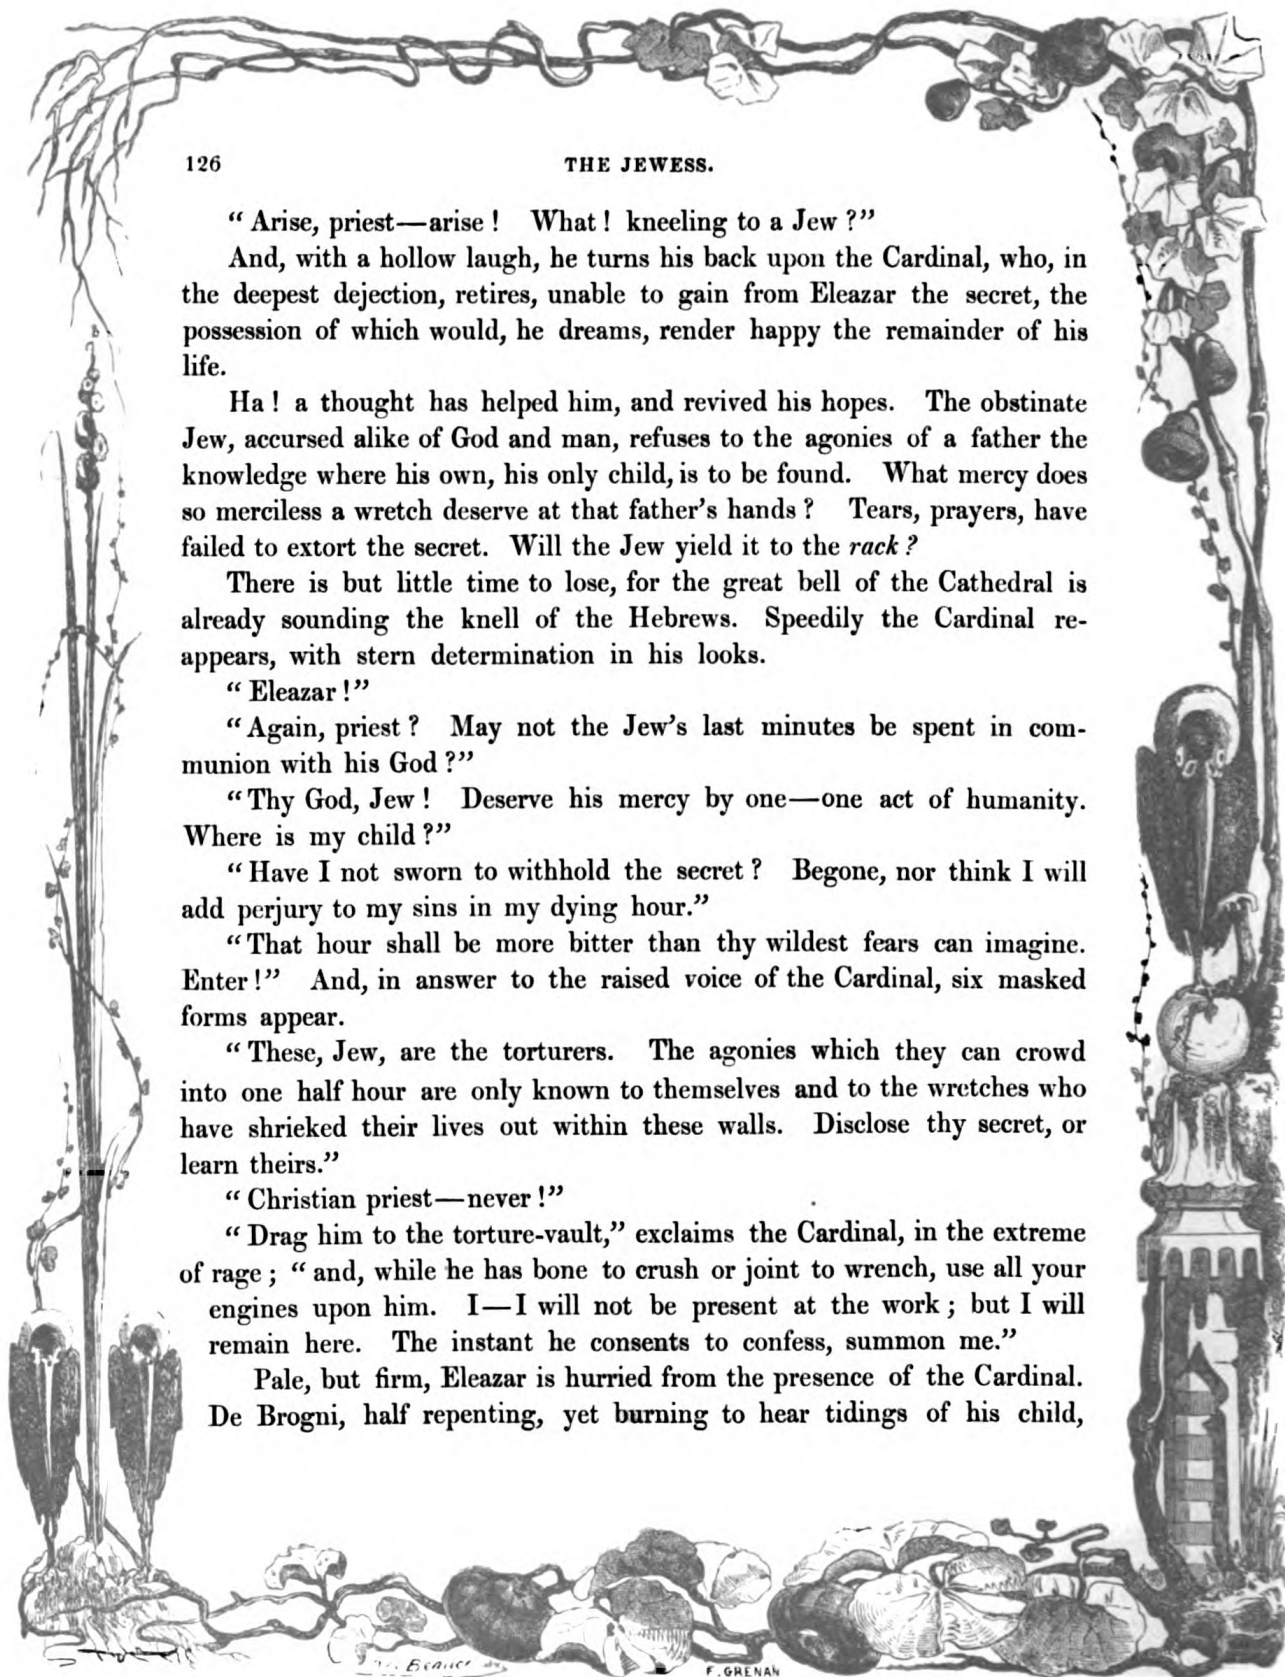 126 THE JEWESS.
“ Arise, priest—arise ! What ! kneeling to a Jew ?”
And, with a hollow laugh, he turns his back upon the Cardinal, who, in
the deepest dejection, retires, unable to gain from Eleazar the secret, the
possession of which would, he dreams, render happy the remainder of his
life.
Ha ! a thought has helped him, and revived his hopes. The obstinate
Jew, accursed alike of God and man, refuses to the agonies of a father the
knowledge where his own, his only child, is to be found. What mercy does
so merciless a wretch deserve at that father’s hands ? Tears, prayers, have
failed to extort the secret. Will the Jew yield it to the rack ?
There is but little time to lose, for the great bell of the Cathedral is
already sounding the knell of the Hebrews. Speedily the Cardinal re-
appears, with stern determination in his looks.
“ Eleazar !”
“ Again, priest ? May not the Jew’s last minutes be spent in com-
munion with his God ?”
“ Thy God, Jew ! Deserve his mercy by one—one act of humanity.
Where is my child ?”
“ Have I not sworn to withhold the secret ? Begone, nor think I will
add perjury to my sins in my dying hour.”
“ That hour shall be more bitter than thy wildest fears can imagine.
Enter !” And, in answer to the raised voice of the Cardinal, six masked
forms appear.
“ These, Jew, are the torturers. The agonies which they can crowd
into one half hour are only known to themselves and to the wretches who
have shrieked their lives out within these walls. Disclose thy secret, or
learn theirs.”
“ Christian priest—never !”
“ Drag him to the torture-vault,” exclaims the Cardinal, in the extreme
of rage ; “ and, while he has bone to crush or joint to wrench, use all your
engines upon him. I—I will not be present at the work ; but I will
remain here. The instant he consents to confess, summon me.”
Pale, but firm, Eleazar is hurried from the presence of the Cardinal.
De Brogni, half repenting, yet burning to hear tidings of his child,
F. GRENAN